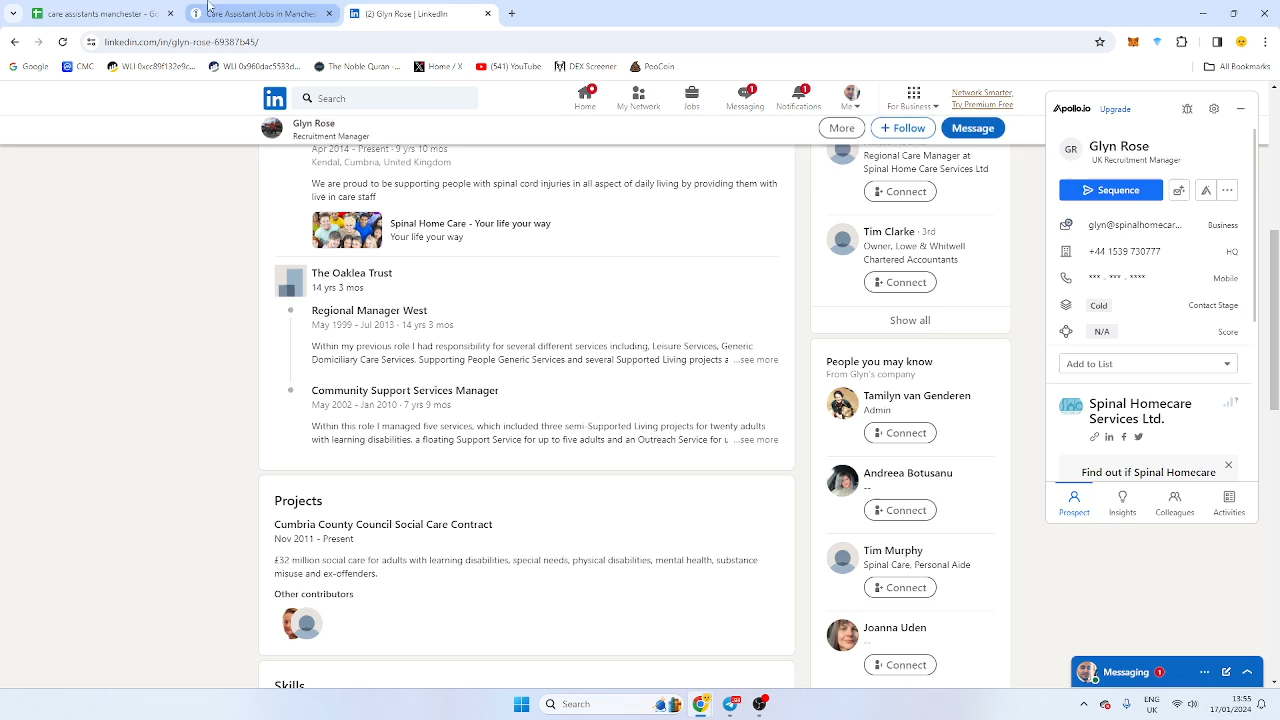 care assistants manchester - Go
Care Assistants Jobs in Manches
(2) Glyn Rose | LinkedIn
linkedin.com/in/glyn-rose-69387b45/
Google
CMC
WU 0xcc89f132e9c...
WU 0x960dac5533d...
The Noble Quran -...
Home / X
(541) YouTube
DEX Screener
PooCoin
All Bookmarks
in
Search
Home
My Network
Jobs
1
Messaging
1
Notifications
Me
For Business
Network Smarter,
Try Premium Free
Glyn Rose
Recruitment Manager
More
+ Follow
Message
Apr 2014 - Present · 9 yrs 10 mos
Kendal, Cumbria, United Kingdom
We are proud to be supporting people with spinal cord injuries in all aspect of daily living by providing them with
live in care staff
Spinal Home Care - Your life your way
Your life your way
The Oaklea Trust
14 yrs 3 mos
Regional Manager West
May 1999 - Jul 2013 · 14 yrs 3 mos
Within my previous role I had responsibility for several different services including, Leisure Services, Generic
Domiciliary Care Services, Supporting People Generic Services and several Supported Living projects a ...see more
Community Support Services Manager
May 2002 - Jan 2010 · 7 yrs 9 mos
Within this role I managed five services, which included three semi-Supported Living projects for twenty adults
with learning disabilities, a floating Support Service for up to five adults and an Outreach Service for u ...see more
Projects
Cumbria County Council Social Care Contract
Nov 2011 - Present
£32 million social care for adults with learning disabilities, special needs, physical disabilities, mental health, substance
misuse and ex-offenders.
Other contributors
Skills
Regional Care Manager at
Spinal Home Care Services Ltd
Connect
Tim Clarke · 3rd
Owner, Lowe & Whitwell
Chartered Accountants
Connect
Show all
People you may know
From Glyn's company
Tamilyn van Genderen
Admin
Connect
Andreea Botusanu
--
Connect
Tim Murphy
Spinal Care, Personal Aide
Connect
Joanna Uden
--
Connect
Apollo.io
Upgrade
GR
Glyn Rose
UK Recruitment Manager
Sequence
glyn@spinalhomecar...
Business
+44 1539 730777
HQ
*** - *** - ****
Mobile
Cold
Contact Stage
N/A
Score
Add to List
Spinal Homecare
Services Ltd.
Find out if Spinal Homecare
Prospect
Insights
Colleagues
Activities
Messaging
1
Search
ENG
UK
13:55
15/01/2024